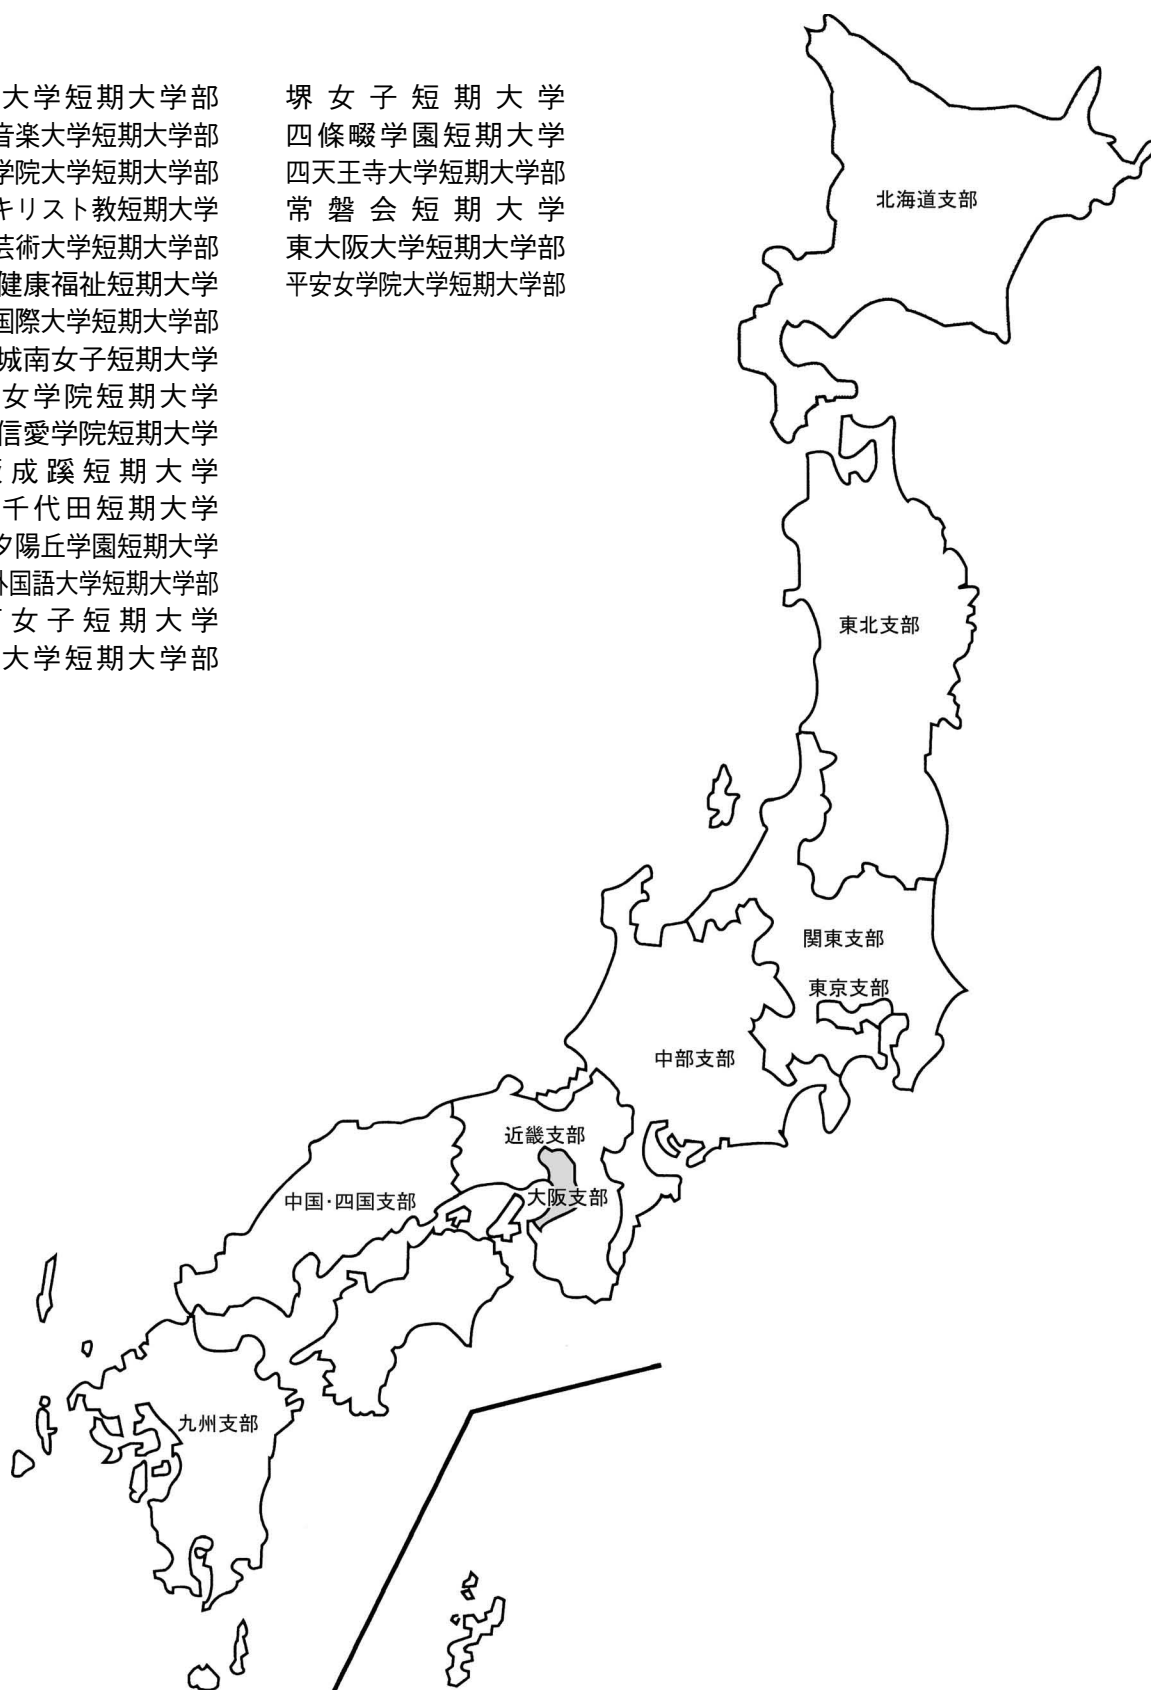 大学短期大学部
音楽大学短期大学部
学院大学短期大学部
キリスト教短期大学
芸術大学短期大学部
健康福祉短期大学
国際大学短期大学部
城南女子短期大学
女学院短期大学
信愛学院短期大学
成蹊短期大学
千代田短期大学
夕陽丘学園短期大学
外国語大学短期大学部
女子短期大学
大学短期大学部
堺女子短期大学
四條畷学園短期大学
四天王寺大学短期大学部
常磐会短期大学
東大阪大学短期大学部
平安女学院大学短期大学部
北海道支部
東北支部
関東支部
東京支部
中部支部
近畿支部
大阪支部
中国・四国支部
九州支部